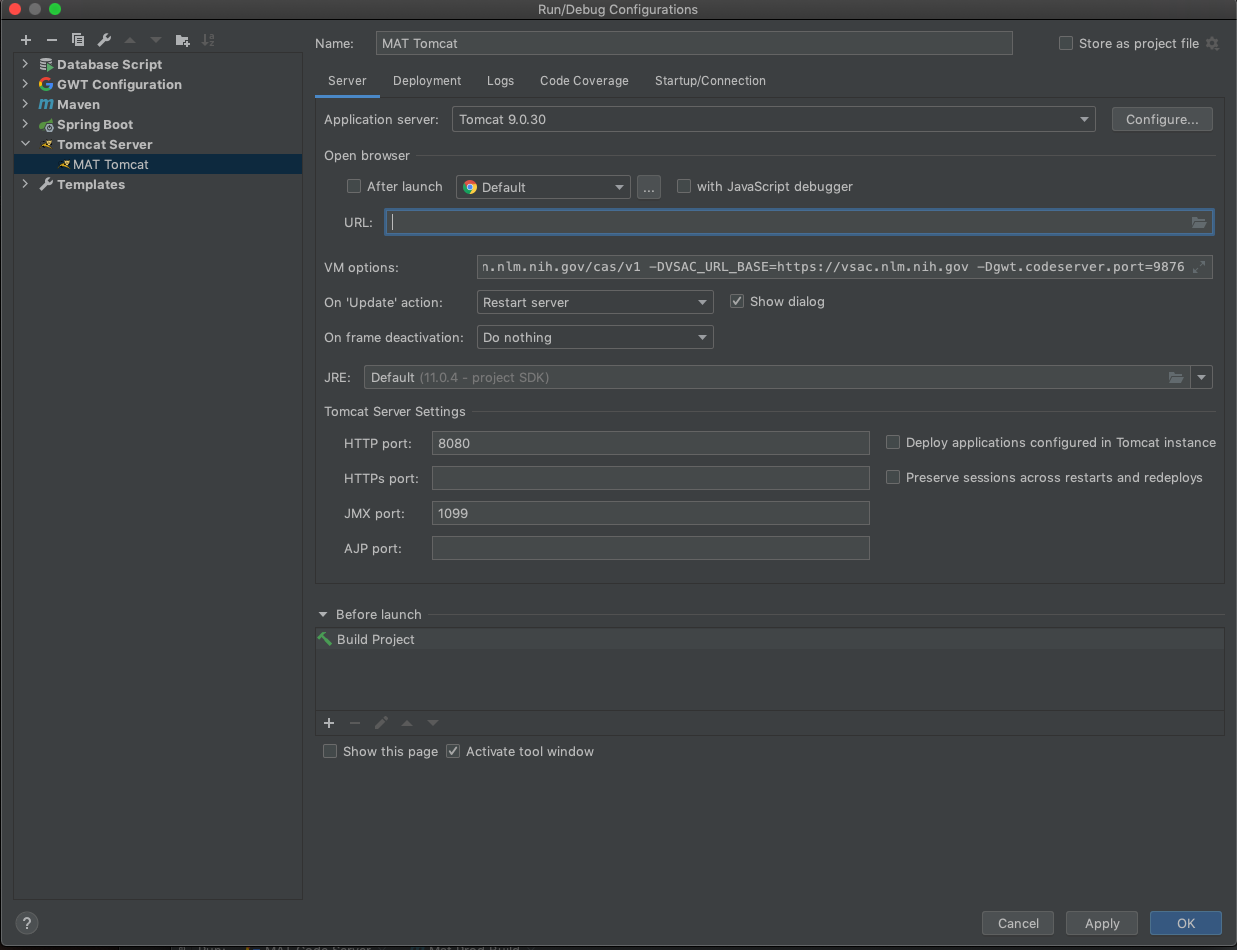 Run/Debug Configurations
Name: MAT Tomcat
Store as project file
Database Script
GWT Configuration
Maven
Spring Boot
Tomcat Server
MAT Tomcat
Templates
Server Deployment Logs Code Coverage Startup/Connection
Application server: Tomcat 9.0.30 Configure...
Open browser
After launch Default ... with JavaScript debugger
URL:
VM options: n.nlm.nih.gov/cas/v1 -DVSAC_URL_BASE=https://vsac.nlm.nih.gov -Dgwt.codeserver.port=9876
On 'Update' action: Restart server Show dialog
On frame deactivation: Do nothing
JRE: Default (11.0.4 - project SDK)
Tomcat Server Settings
HTTP port: 8080 Deploy applications configured in Tomcat instance
HTTPs port: Preserve sessions across restarts and redeploys
JMX port: 1099
AJP port:
Before launch
Build Project
Show this page Activate tool window
? Cancel Apply OK